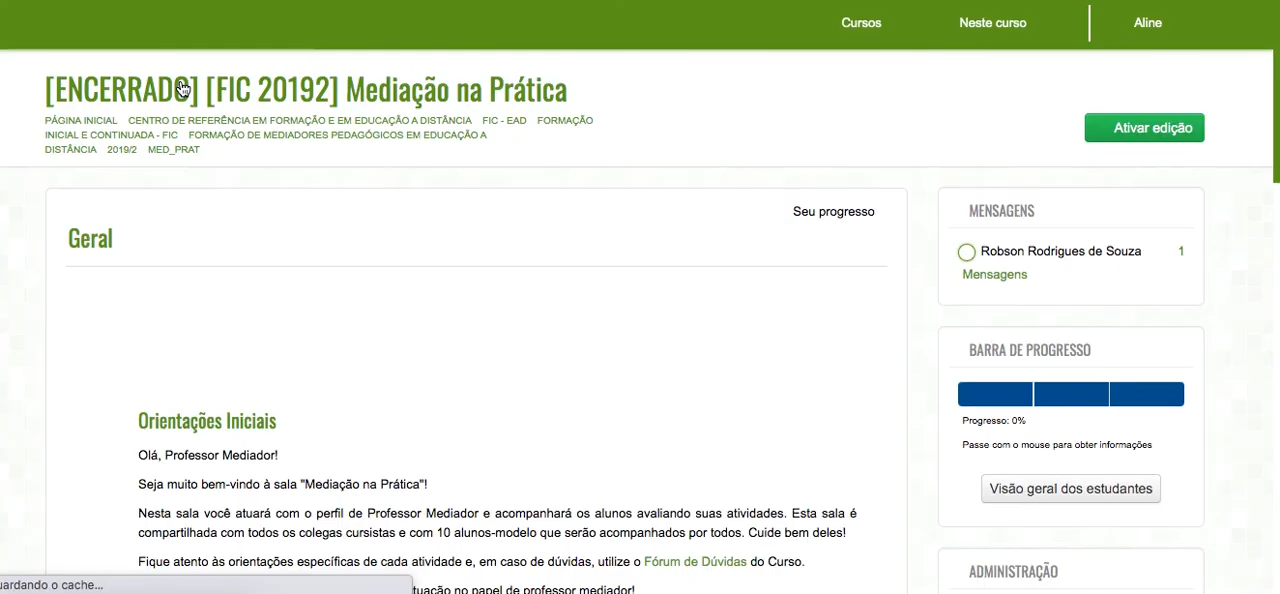 Cursos Neste curso Aline
[ENCERRADO] [FIC 20192] Mediação na Prática
PÁGINA INICIAL CENTRO DE REFERÊNCIA EM FORMAÇÃO E EM EDUCAÇÃO A DISTÂNCIA FIC - EAD FORMAÇÃO
INICIAL E CONTINUADA - FIC FORMAÇÃO DE MEDIADORES PEDAGÓGICOS EM EDUCAÇÃO A
DISTÂNCIA 2019/2 MED_PRAT
Ativar edição
Seu progresso
Geral
Orientações Iniciais
Olá, Professor Mediador!
Seja muito bem-vindo à sala "Mediação na Prática"!
Nesta sala você atuará com o perfil de Professor Mediador e acompanhará os alunos avaliando suas atividades. Esta sala é
compartilhada com todos os colegas cursistas e com 10 alunos-modelo que serão acompanhados por todos. Cuide bem deles!
Fique atento às orientações específicas de cada atividade e, em caso de dúvidas, utilize o Fórum de Dúvidas do Curso.
tuação no papel de professor mediador!
uardando o cache...
MENSAGENS
Robson Rodrigues de Souza 1
Mensagens
BARRA DE PROGRESSO
Progresso: 0%
Passe com o mouse para obter informações
Visão geral dos estudantes
ADMINISTRAÇÃO